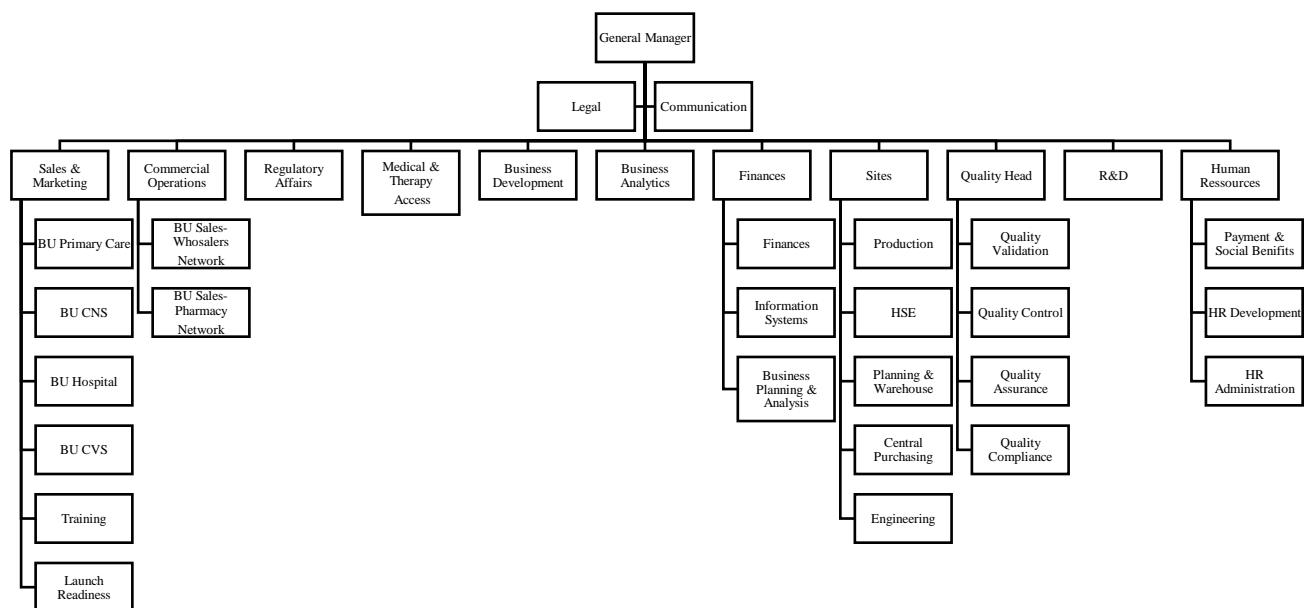 General Manager
Legal
Communication
Sales &
Marketing
Commercial
Operations
Regulatory
Affairs
Medical &
Therapy
Access
Business
Development
Business
Analytics
Finances
Sites
Quality Head
R&D
Human
Ressources
BU Primary Care
BU CNS
BU Hospital
BU CVS
Training
Launch
Readiness
BU Sales-
Whosalers
Network
BU Sales-
Pharmacy
Network
Finances
Information
Systems
Business
Planning &
Analysis
Production
HSE
Planning &
Warehouse
Central
Purchasing
Engineering
Quality
Validation
Quality Control
Quality
Assurance
Quality
Compliance
Payment &
Social Benifits
HR Development
HR
Administration